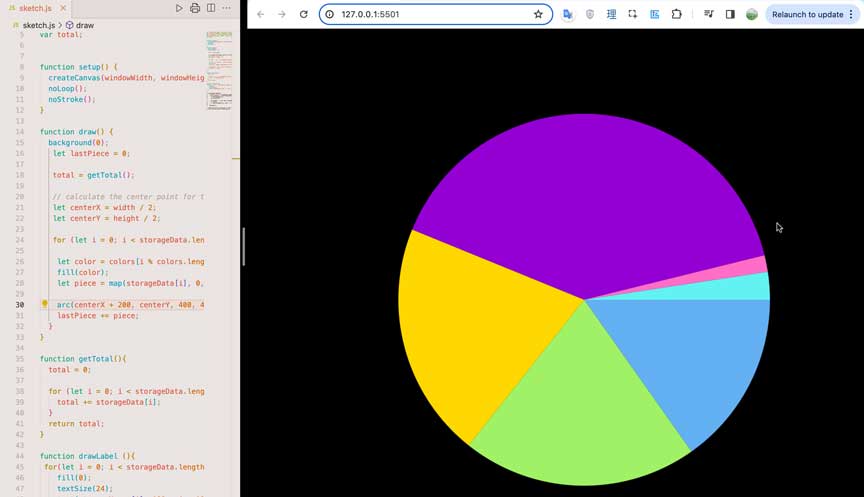 sketch.js ×
127.0.0.1:5501
Relaunch to update
sketch.js > draw
5 var total;
6
7
8 function setup() {
9 createCanvas(windowWidth, windowHeig
10 noLoop();
11 noStroke();
12 }
13
14 function draw() {
15 background(0);
16 let lastPiece = 0;
17
18 total = getTotal();
19
20 // calculate the center point for t
21 let centerX = width / 2;
22 let centerY = height / 2;
23
24 for (let i = 0; i < storageData.len
25
26 let color = colors[i % colors.leng
27 fill(color);
28 let piece = map(storageData[i], 0,
29
30 arc(centerX + 200, centerY, 400, 4
31 lastPiece += piece;
32 }
33 }
34
35 function getTotal(){
36 total = 0;
37
38 for (let i = 0; i < storageData.leng
39 total += storageData[i];
40 }
41 return total;
42 }
43
44 function drawLabel (){
45 for(let i = 0; i < storageData.length
46 fill(0);
47 textSize(24);